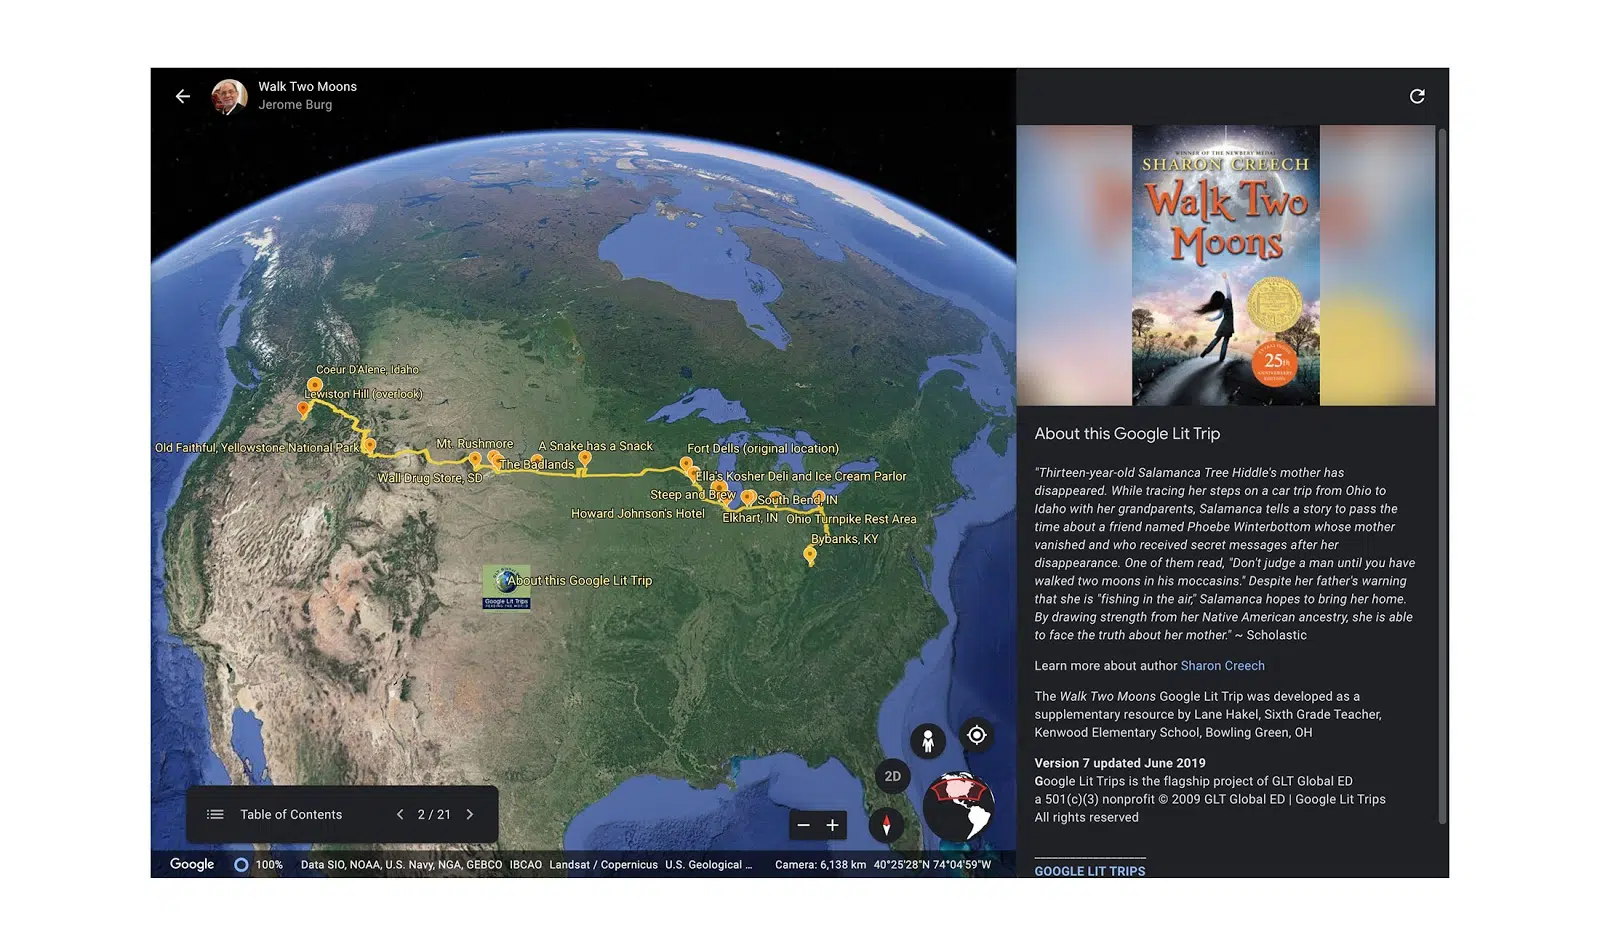 Walk Two Moons
Jerome Burg
Coeur D'Alene, Idaho
Lewiston Hill (overlook)
Old Faithful, Yellowstone National Park
Mt. Rushmore
The Badlands
Wall Drug Store, SD
A Snake has a Snack
Fort Dells (original location)
Ella's Kosher Deli and Ice Cream Parlor
Steep and Brew
South Bend, IN
Howard Johnson's Hotel
Elkhart, IN
Ohio Turnpike Rest Area
Bybanks, KY
About this Google Lit Trip
Google Lit Trips
2D
Table of Contents
2 / 21
Google
100%
Data SIO, NOAA, U.S. Navy, NGA, GEBCO IBCAO Landsat / Copernicus U.S. Geological ...
Camera: 6,138 km 40°25'28"N 74°04'59"W
WINNER OF THE NEWBERY MEDAL
SHARON CREECH
Walk Two
Moons
25th
ANNIVERSARY
EDITION
About this Google Lit Trip
"Thirteen-year-old Salamanca Tree Hiddle's mother has
disappeared. While tracing her steps on a car trip from Ohio to
Idaho with her grandparents, Salamanca tells a story to pass the
time about a friend named Phoebe Winterbottom whose mother
vanished and who received secret messages after her
disappearance. One of them read, "Don't judge a man until you have
walked two moons in his moccasins." Despite her father's warning
that she is "fishing in the air," Salamanca hopes to bring her home.
By drawing strength from her Native American ancestry, she is able
to face the truth about her mother." ~ Scholastic
Learn more about author Sharon Creech
The Walk Two Moons Google Lit Trip was developed as a
supplementary resource by Lane Hakel, Sixth Grade Teacher,
Kenwood Elementary School, Bowling Green, OH
Version 7 updated June 2019
Google Lit Trips is the flagship project of GLT Global ED
a 501(c)(3) nonprofit © 2009 GLT Global ED | Google Lit Trips
All rights reserved
GOOGLE LIT TRIPS